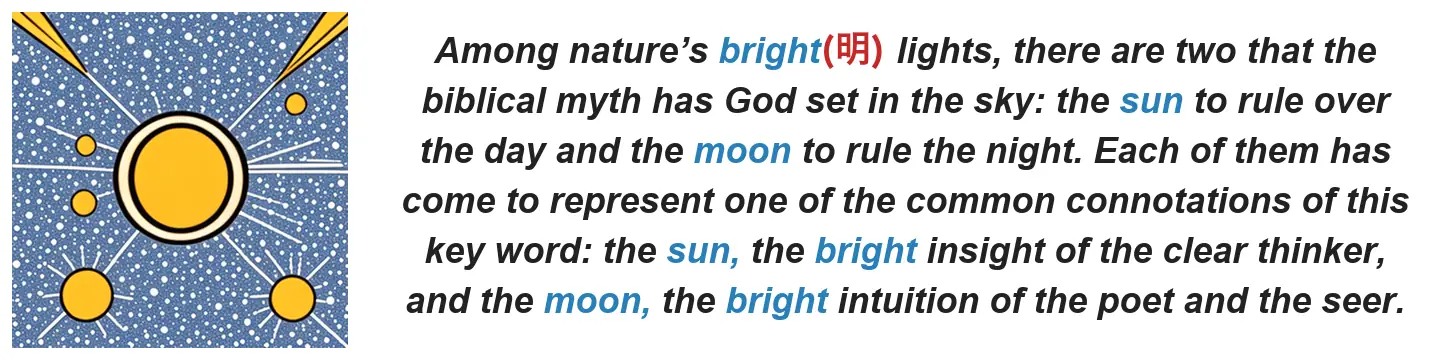 Among nature’s bright(明) lights, there are two that the
biblical myth has God set in the sky: the sun to rule over
the day and the moon to rule the night. Each of them has
come to represent one of the common connotations of this
key word: the sun, the bright insight of the clear thinker,
and the moon, the bright intuition of the poet and the seer.